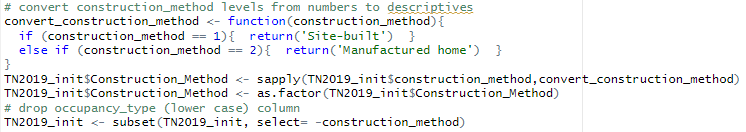 # convert construction_method levels from numbers to descriptives
convert_construction_method <- function(construction_method){
  if (construction_method == 1){  return('Site-built')  }
  else if (construction_method == 2){  return('Manufactured home')  }
}
TN2019_init$Construction_Method <- sapply(TN2019_init$construction_method,convert_construction_method)
TN2019_init$Construction_Method <- as.factor(TN2019_init$Construction_Method)
# drop occupancy_type (lower case) column
TN2019_init <- subset(TN2019_init, select= -construction_method)